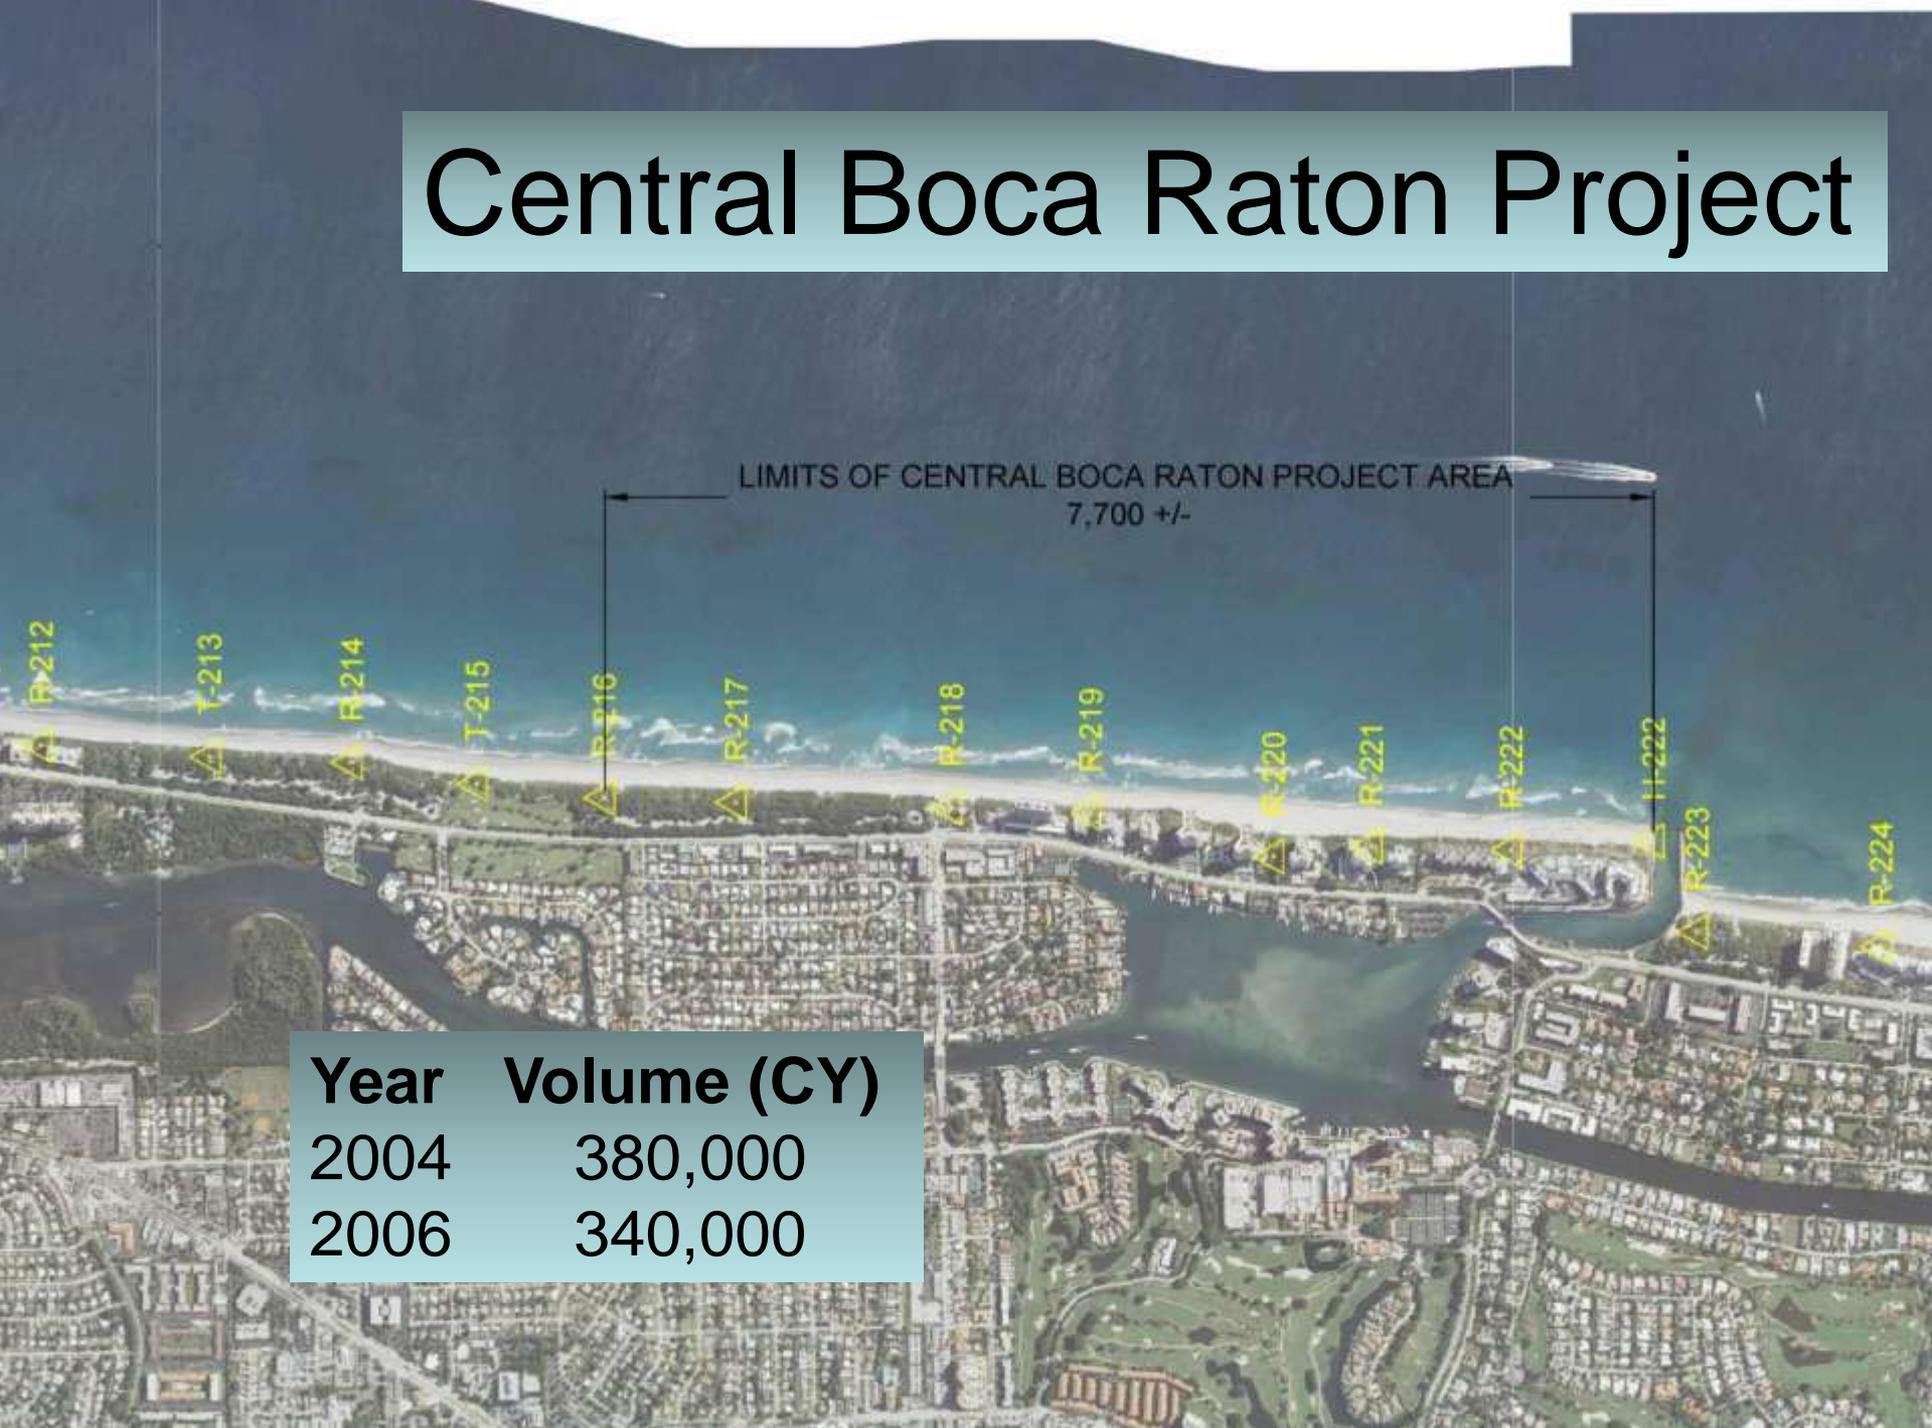 Central Boca Raton Project
LIMITS OF CENTRAL BOCA RATON PROJECT AREA
7,700 +/-
R-212
T-213
R-214
T-215
R-216
R-217
R-218
R-219
R-220
R-221
R-222
R-223
R-224
Year Volume (CY)
2004 380,000
2006 340,000